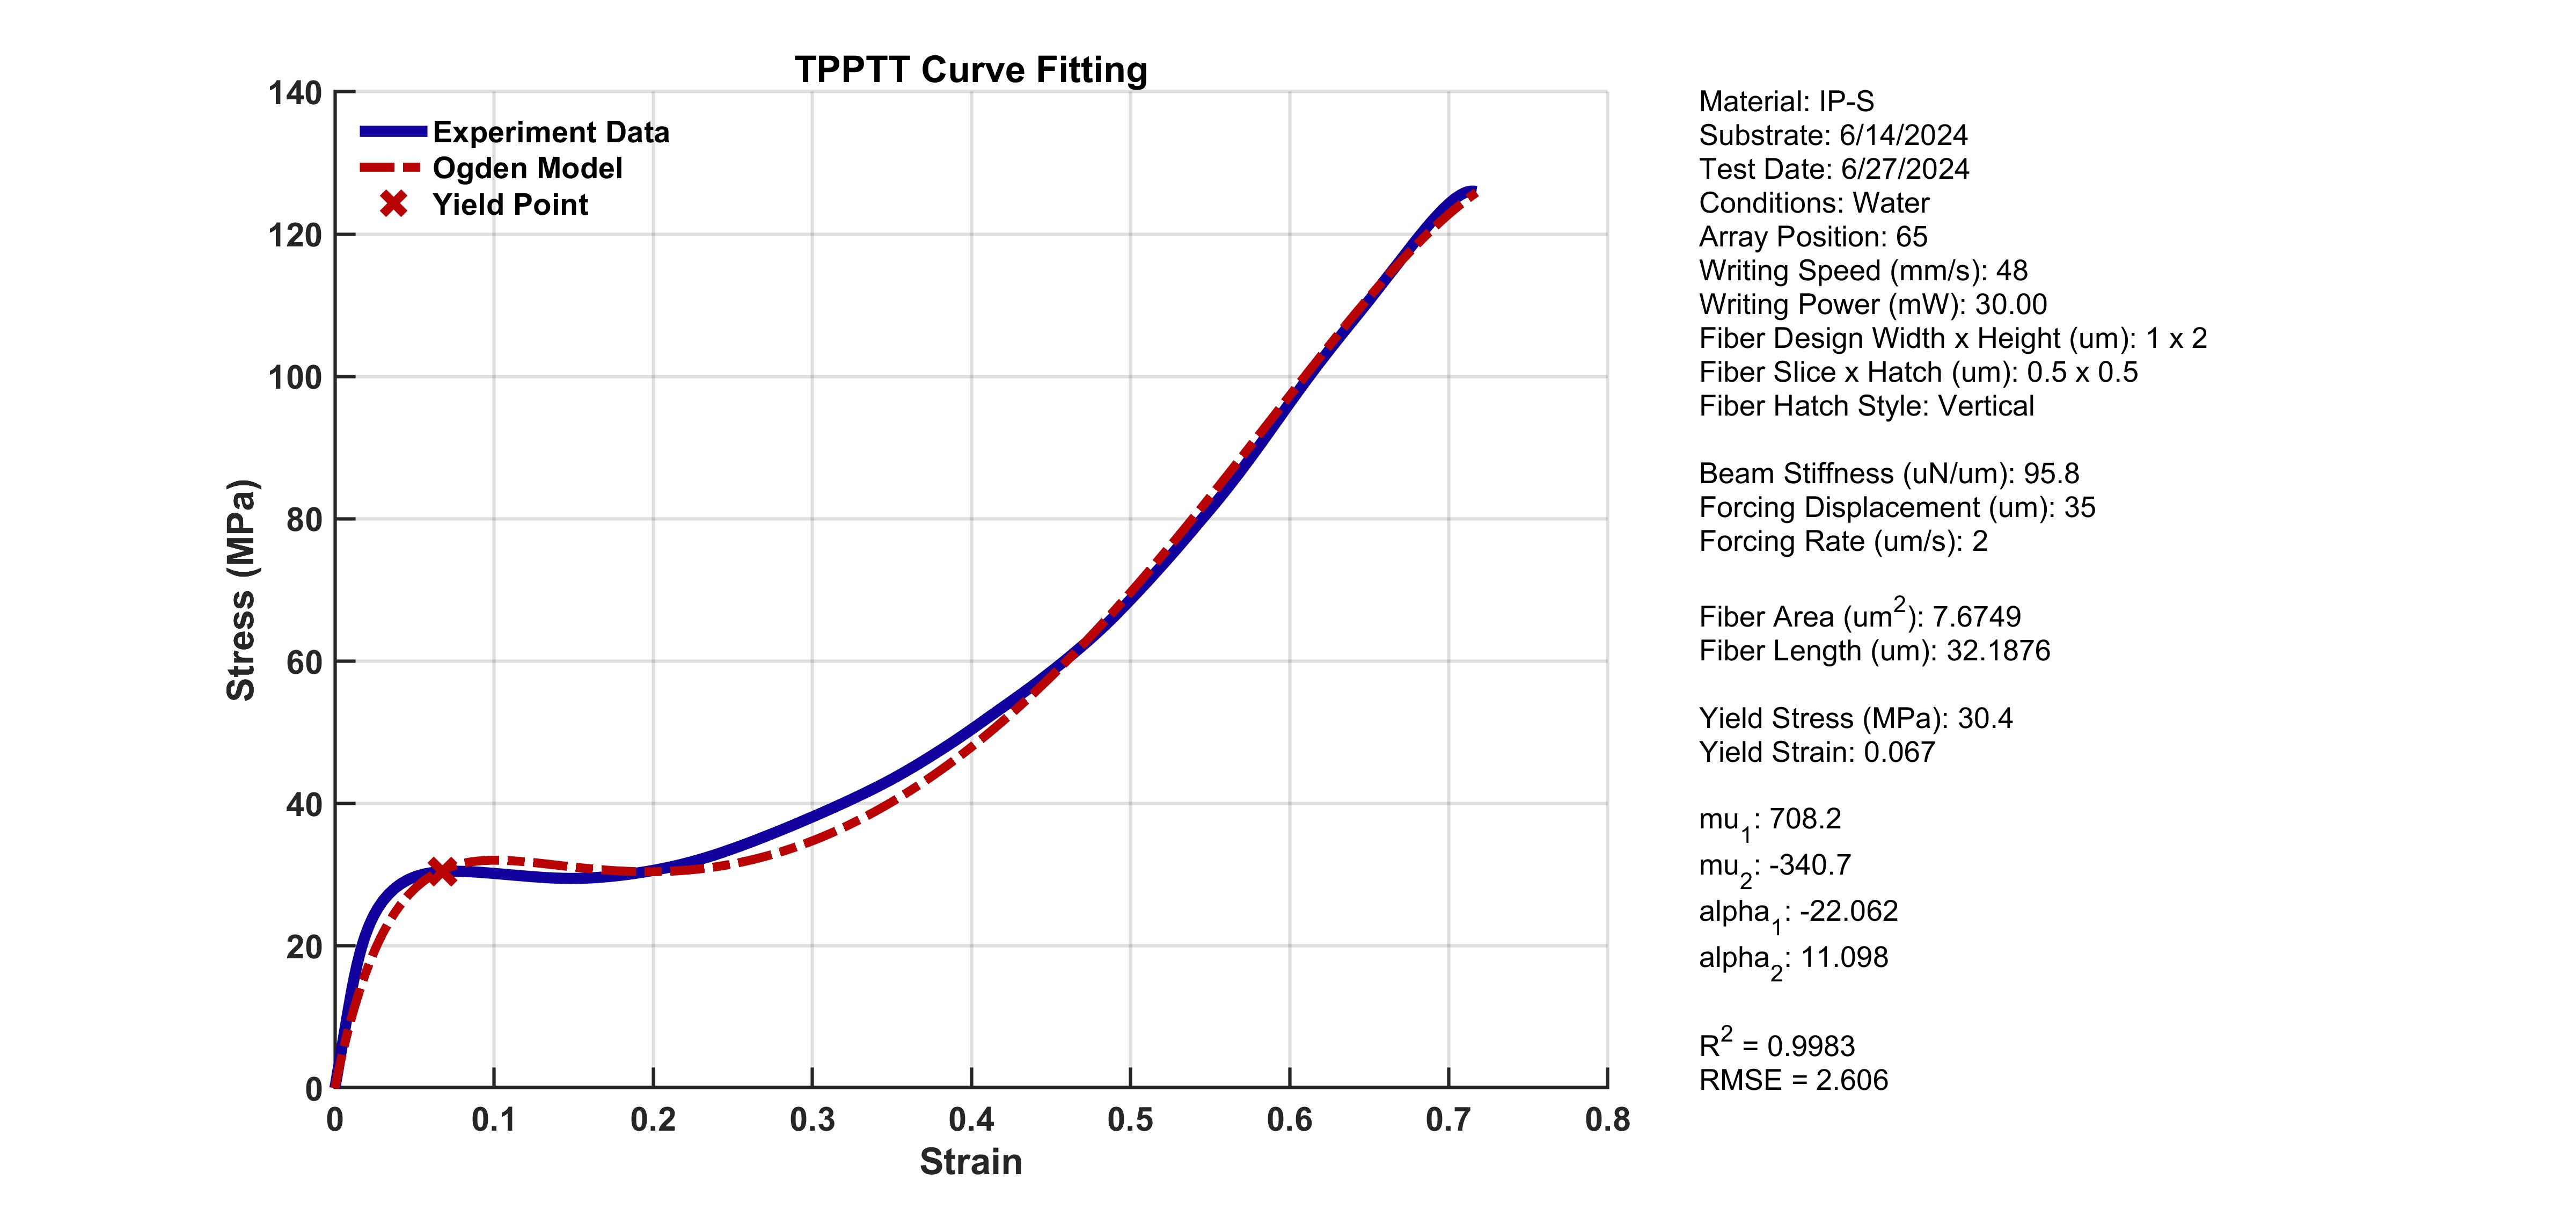 TPPTT Curve Fitting
140
120
100
80
60
40
20
0
Stress (MPa)
Experiment Data
Ogden Model
Yield Point
0 0.1 0.2 0.3 0.4 0.5 0.6 0.7 0.8
Strain
Material: IP-S
Substrate: 6/14/2024
Test Date: 6/27/2024
Conditions: Water
Array Position: 65
Writing Speed (mm/s): 48
Writing Power (mW): 30.00
Fiber Design Width x Height (um): 1 x 2
Fiber Slice x Hatch (um): 0.5 x 0.5
Fiber Hatch Style: Vertical
Beam Stiffness (uN/um): 95.8
Forcing Displacement (um): 35
Forcing Rate (um/s): 2
Fiber Area (um²): 7.6749
Fiber Length (um): 32.1876
Yield Stress (MPa): 30.4
Yield Strain: 0.067
mu₁: 708.2
mu₂: -340.7
alpha₁: -22.062
alpha₂: 11.098
R² = 0.9983
RMSE = 2.606